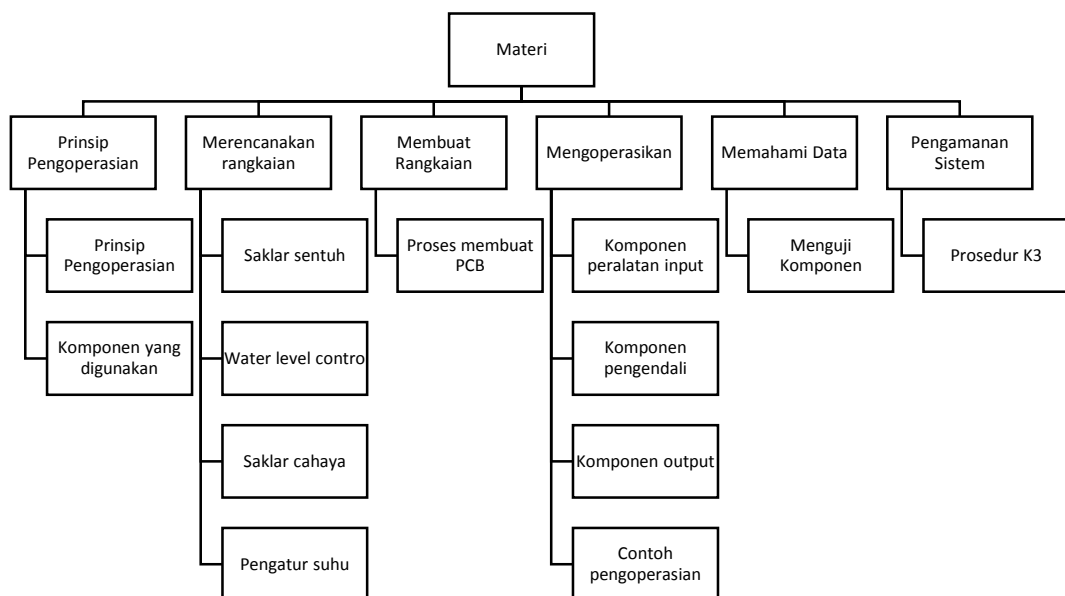 Materi
Prinsip
Pengoperasian
Merencanakan
rangkaian
Membuat
Rangkaian
Mengoperasikan
Memahami Data
Pengamanan
Sistem
Prinsip
Pengoperasian
Komponen yang
digunakan
Saklar sentuh
Water level contro
Saklar cahaya
Pengatur suhu
Proses membuat
PCB
Komponen
peralatan input
Komponen
pengendali
Komponen output
Contoh
pengoperasian
Menguji
Komponen
Prosedur K3